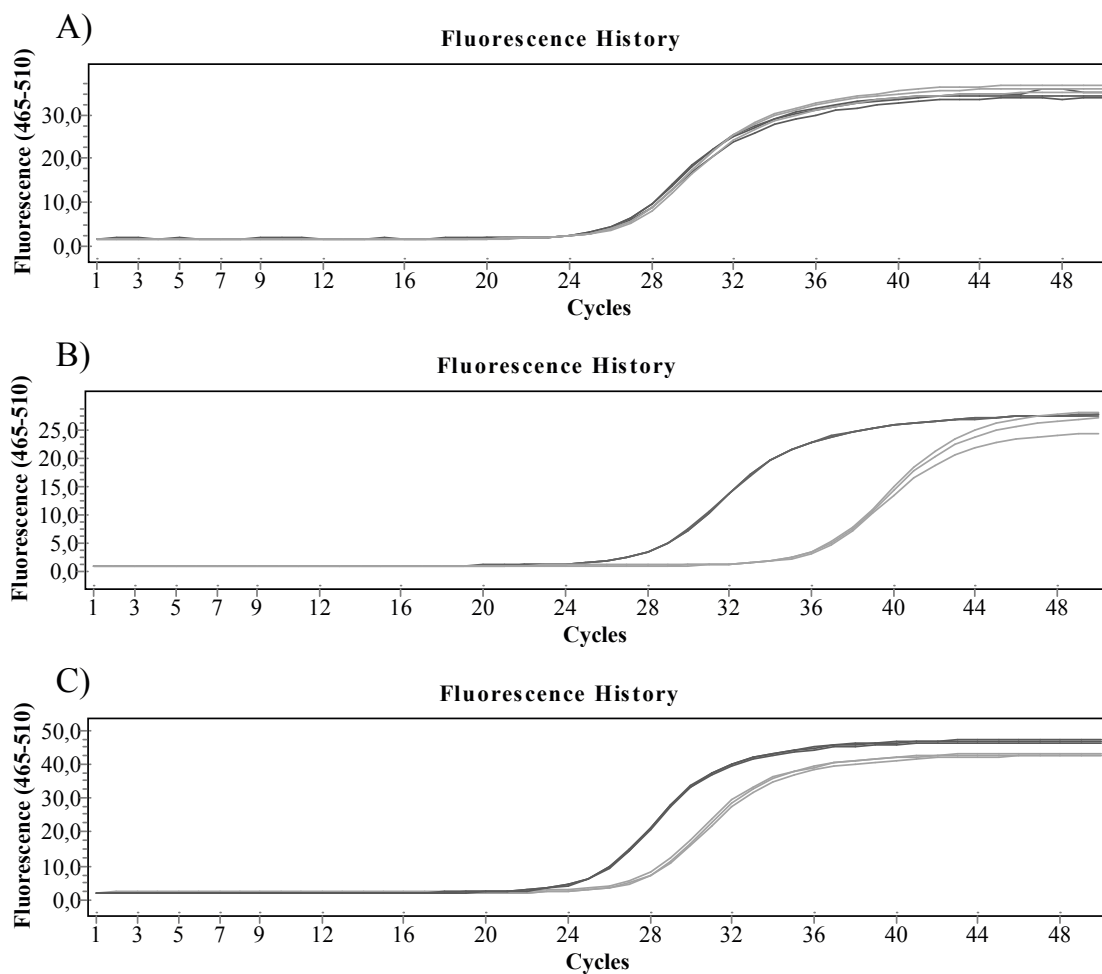 A)
Fluorescence History
Fluorescence (465-510)
30,0
20,0
10,0
0,0
1 3 5 7 9 12 16 20 24 28 32 36 40 44 48
Cycles
B)
Fluorescence History
Fluorescence (465-510)
25,0
20,0
15,0
10,0
5,0
0,0
1 3 5 7 9 12 16 20 24 28 32 36 40 44 48
Cycles
C)
Fluorescence History
Fluorescence (465-510)
50,0
40,0
30,0
20,0
10,0
0,0
1 3 5 7 9 12 16 20 24 28 32 36 40 44 48
Cycles